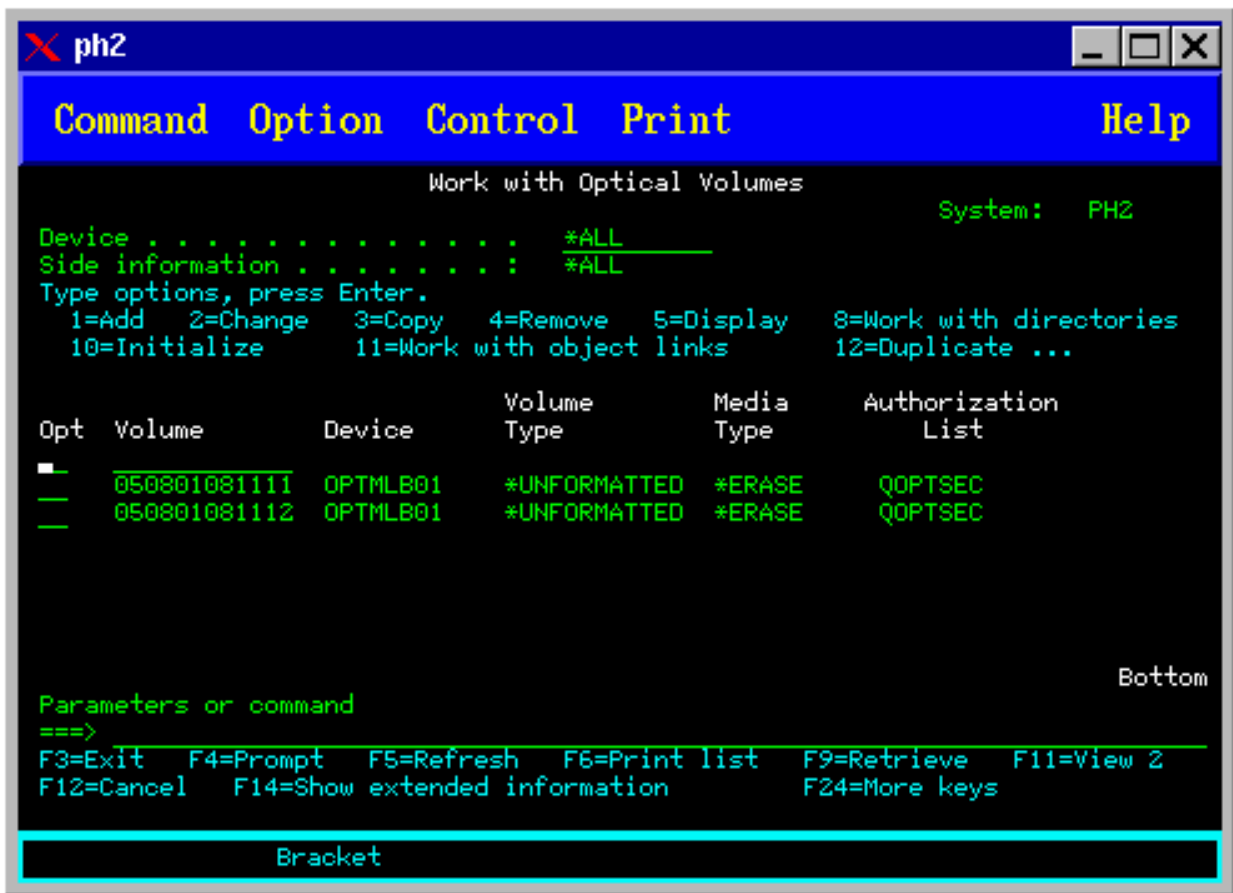 ph2
Command Option Control Print Help
Work with Optical Volumes
System: PH2
Device . . . . . . . . . . . . . *ALL
Side information . . . . . . . : *ALL
Type options, press Enter.
1=Add 2=Change 3=Copy 4=Remove 5=Display 8=Work with directories
10=Initialize 11=Work with object links 12=Duplicate ...
Volume Media Authorization
Opt Volume Device Type Type List
050801081111 OPTMLB01 *UNFORMATTED *ERASE QOPTSEC
050801081112 OPTMLB01 *UNFORMATTED *ERASE QOPTSEC
Bottom
Parameters or command
===>
F3=Exit F4=Prompt F5=Refresh F6=Print list F9=Retrieve F11=View 2
F12=Cancel F14=Show extended information F24=More keys
Bracket